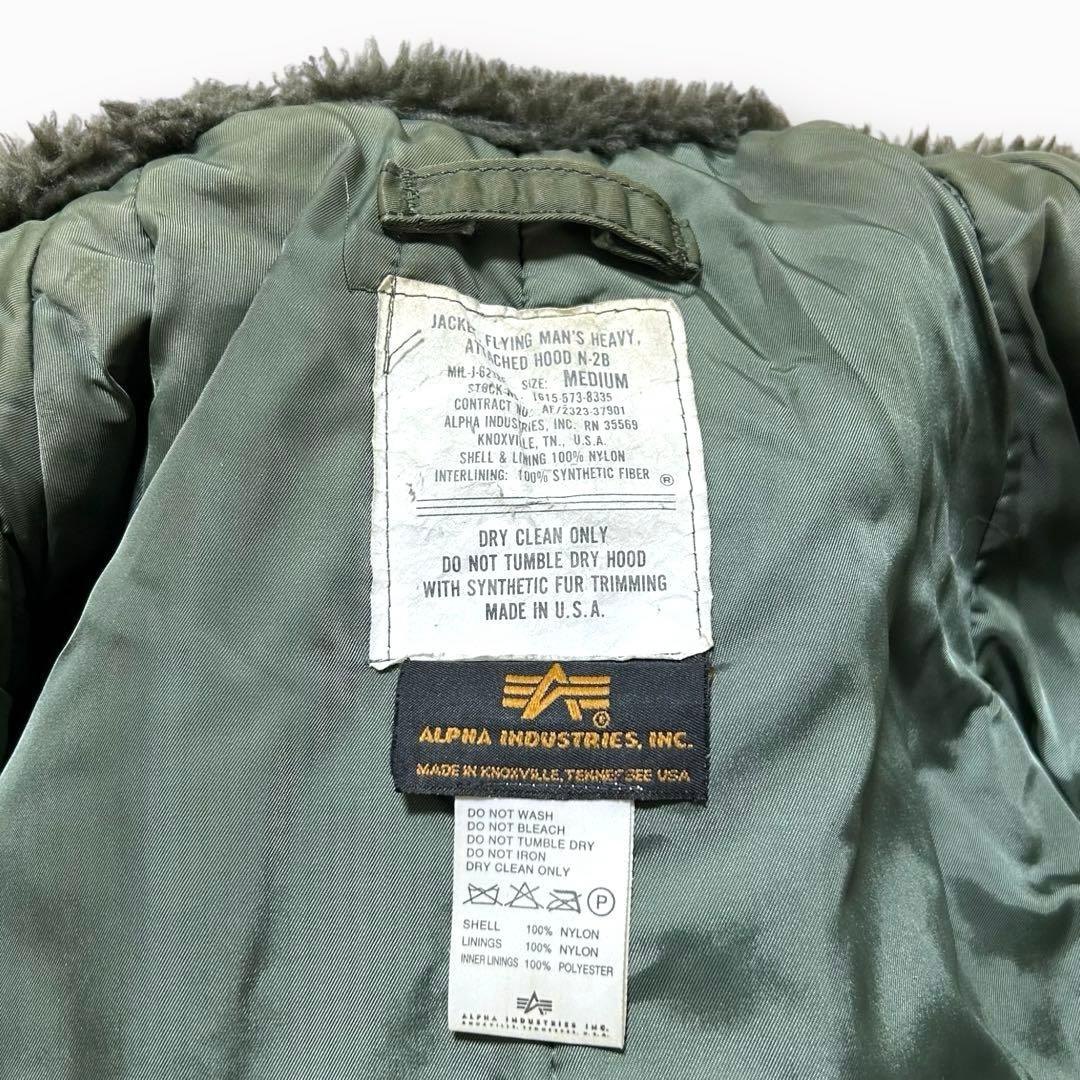 JACKET, FLYING MAN'S HEAVY,
ATTACHED HOOD N-2B
SIZE: MEDIUM
1615-573-8335
CONTRACT NO. AF/2323-37901
ALPHA INDUSTRIES, INC. RN 35569
KNOXVILLE, TN., U.S.A.
SHELL & LINING 100% NYLON
INTERLINING: 100% SYNTHETIC FIBER ®
DRY CLEAN ONLY
DO NOT TUMBLE DRY HOOD
WITH SYNTHETIC FUR TRIMMING
MADE IN U.S.A.
©
ALPHA INDUSTRIES, INC.
MADE IN KNOXVILLE, TENNESSEE USA
DO NOT WASH
DO NOT BLEACH
DO NOT TUMBLE DRY
DO NOT IRON
DRY CLEAN ONLY
P
SHELL 100% NYLON
LININGS 100% NYLON
INNER LININGS 100% POLYESTER
ALPHA INDUSTRIES INC.
KNOXVILLE, TENNESSEE, U.S.A.